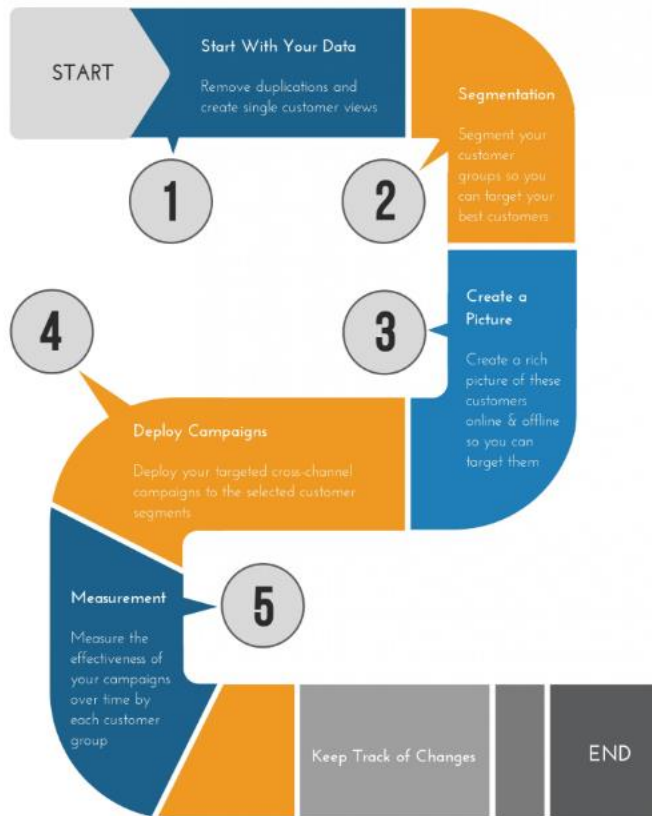 START
Start With Your Data
Remove duplications and
create single customer views
1
Segmentation
Segment your
customer
groups so you
can target your
best customers
2
Create a
Picture
Create a rich
picture of these
customers
online & offline
so you can
target them
3
4
Deploy Campaigns
Deploy your targeted cross-channel
campaigns to the selected customer
segments
Measurement
Measure the
effectiveness of
your campaigns
over time by
each customer
group
5
Keep Track of Changes
END